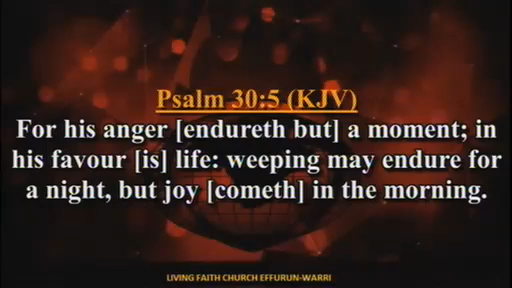 Psalm 30:5 (KJV)
For his anger [endureth but] a moment; in
his favour [is] life: weeping may endure for
a night, but joy [cometh] in the morning.
LIVING FAITH CHURCH EFFURUN-WARRI